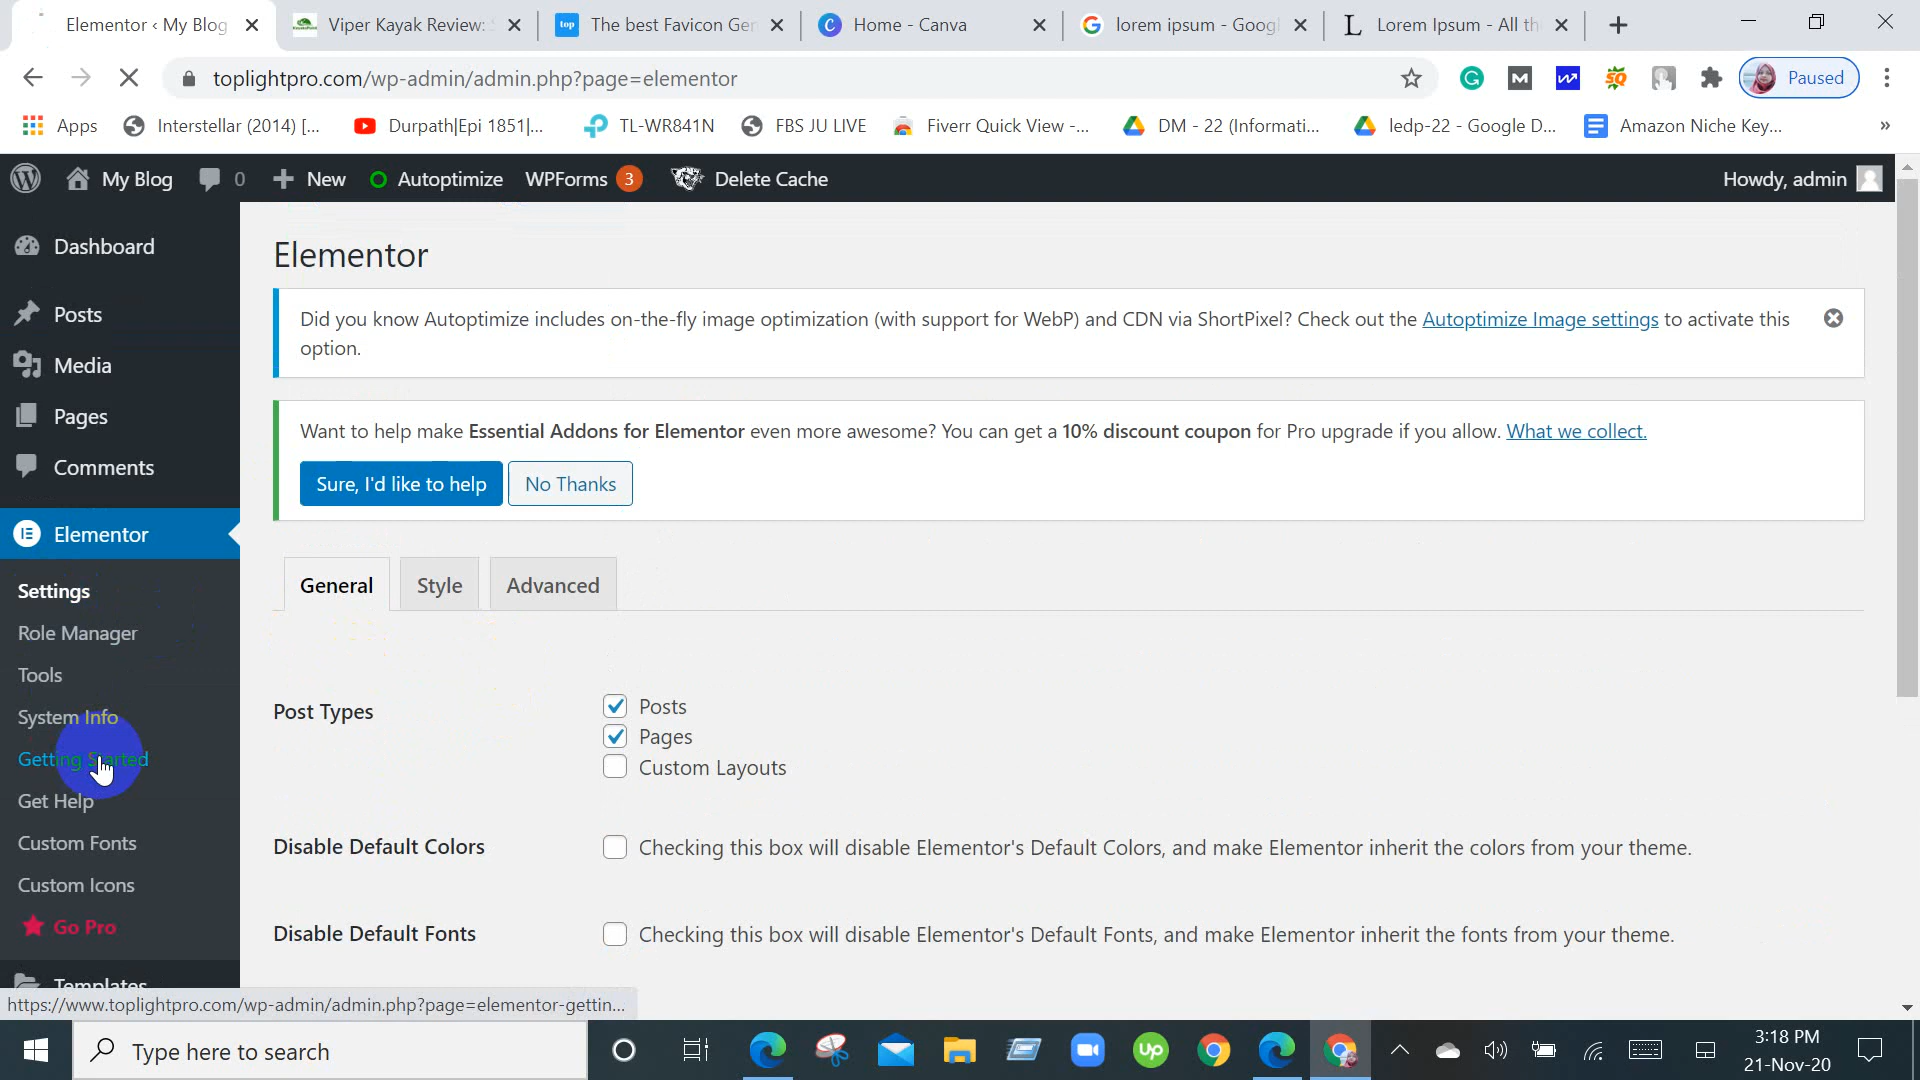 Elementor ‹ My Blog
Viper Kayak Review:
The best Favicon Ge
Home - Canva
lorem ipsum - Googl
Lorem Ipsum - All th
toplightpro.com/wp-admin/admin.php?page=elementor
Paused
Apps
Interstellar (2014) [...
Durpath|Epi 1851|...
TL-WR841N
FBS JU LIVE
Fiverr Quick View -...
DM - 22 (Informati...
ledp-22 - Google D...
Amazon Niche Key...
»
My Blog
0
New
Autoptimize
WPForms 3
Delete Cache
Howdy, admin
Dashboard
Posts
Media
Pages
Comments
Elementor
Settings
Role Manager
Tools
System Info
Getting Started
Get Help
Custom Fonts
Custom Icons
Go Pro
Templates
Elementor
Did you know Autoptimize includes on-the-fly image optimization (with support for WebP) and CDN via ShortPixel? Check out the Autoptimize Image settings to activate this
option.
Want to help make Essential Addons for Elementor even more awesome? You can get a 10% discount coupon for Pro upgrade if you allow. What we collect.
Sure, I'd like to help
No Thanks
General
Style
Advanced
Post Types
Posts
Pages
Custom Layouts
Disable Default Colors
Checking this box will disable Elementor's Default Colors, and make Elementor inherit the colors from your theme.
Disable Default Fonts
Checking this box will disable Elementor's Default Fonts, and make Elementor inherit the fonts from your theme.
https://www.toplightpro.com/wp-admin/admin.php?page=elementor-gettin...
Type here to search
3:18 PM
21-Nov-20